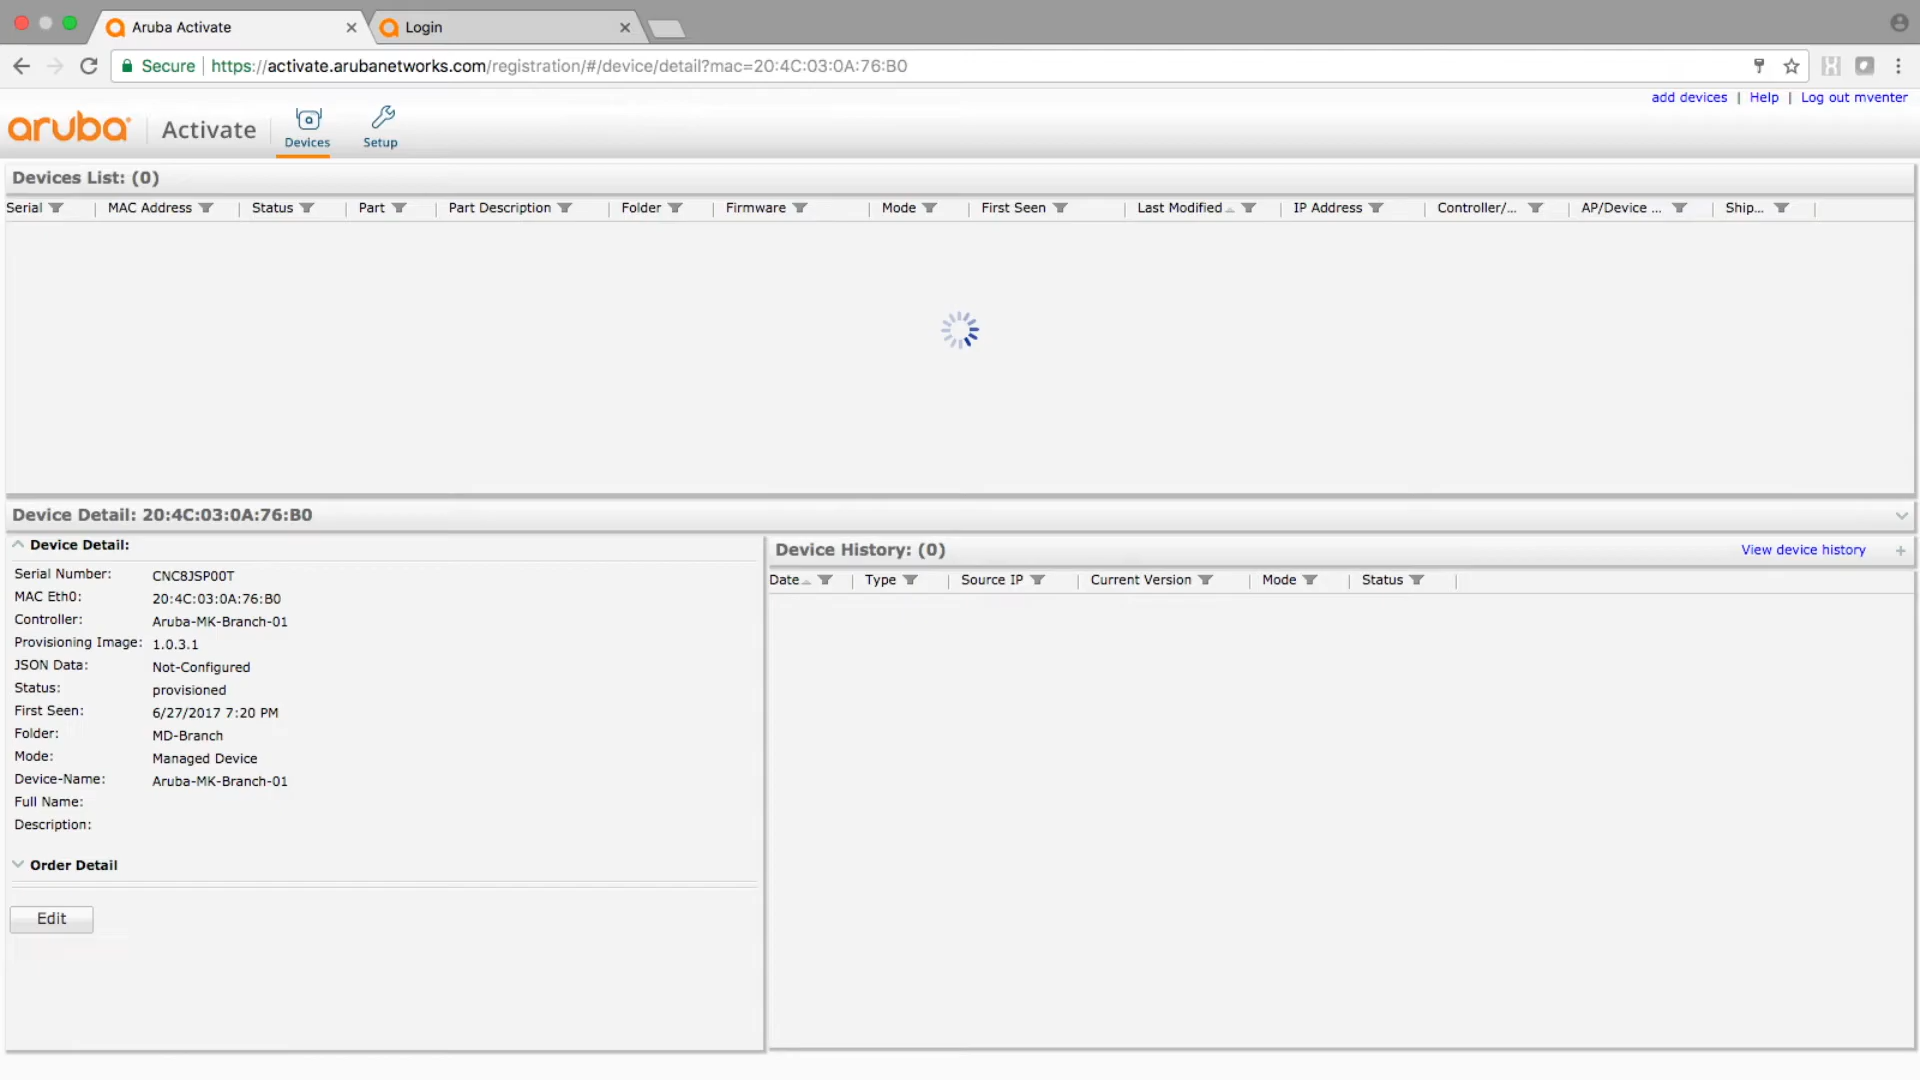 Aruba Activate
Login
Secure https://activate.arubanetworks.com/registration/#/device/detail?mac=20:4C:03:0A:76:B0
add devices | Help | Log out mventer
aruba Activate Devices Setup
Devices List: (0)
Serial MAC Address Status Part Part Description Folder Firmware Mode First Seen Last Modified IP Address Controller/... AP/Device ... Ship...
Device Detail: 20:4C:03:0A:76:B0
Device Detail:
Serial Number: CNC8JSP00T
MAC Eth0: 20:4C:03:0A:76:B0
Controller: Aruba-MK-Branch-01
Provisioning Image: 1.0.3.1
JSON Data: Not-Configured
Status: provisioned
First Seen: 6/27/2017 7:20 PM
Folder: MD-Branch
Mode: Managed Device
Device-Name: Aruba-MK-Branch-01
Full Name:
Description:
Order Detail
Edit
Device History: (0) View device history
Date Type Source IP Current Version Mode Status